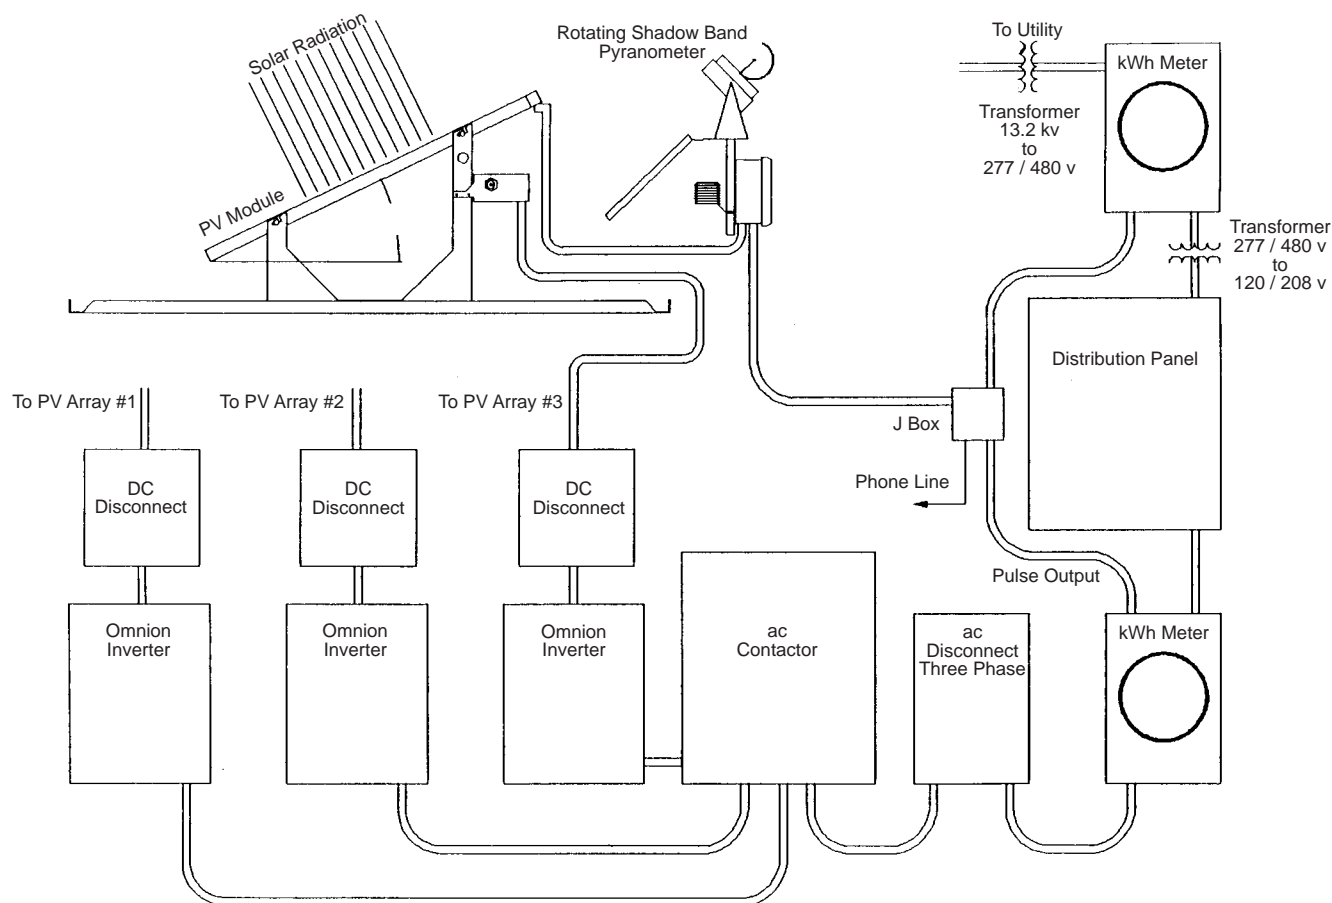 Solar Radiation
PV Module
Rotating Shadow Band
Pyranometer
To Utility
Transformer
13.2 kv
to
277 / 480 v
kWh Meter
Transformer
277 / 480 v
to
120 / 208 v
Distribution Panel
To PV Array #1
To PV Array #2
To PV Array #3
J Box
Phone Line
DC
Disconnect
DC
Disconnect
DC
Disconnect
Pulse Output
Omnion
Inverter
Omnion
Inverter
Omnion
Inverter
ac
Contactor
ac
Disconnect
Three Phase
kWh Meter